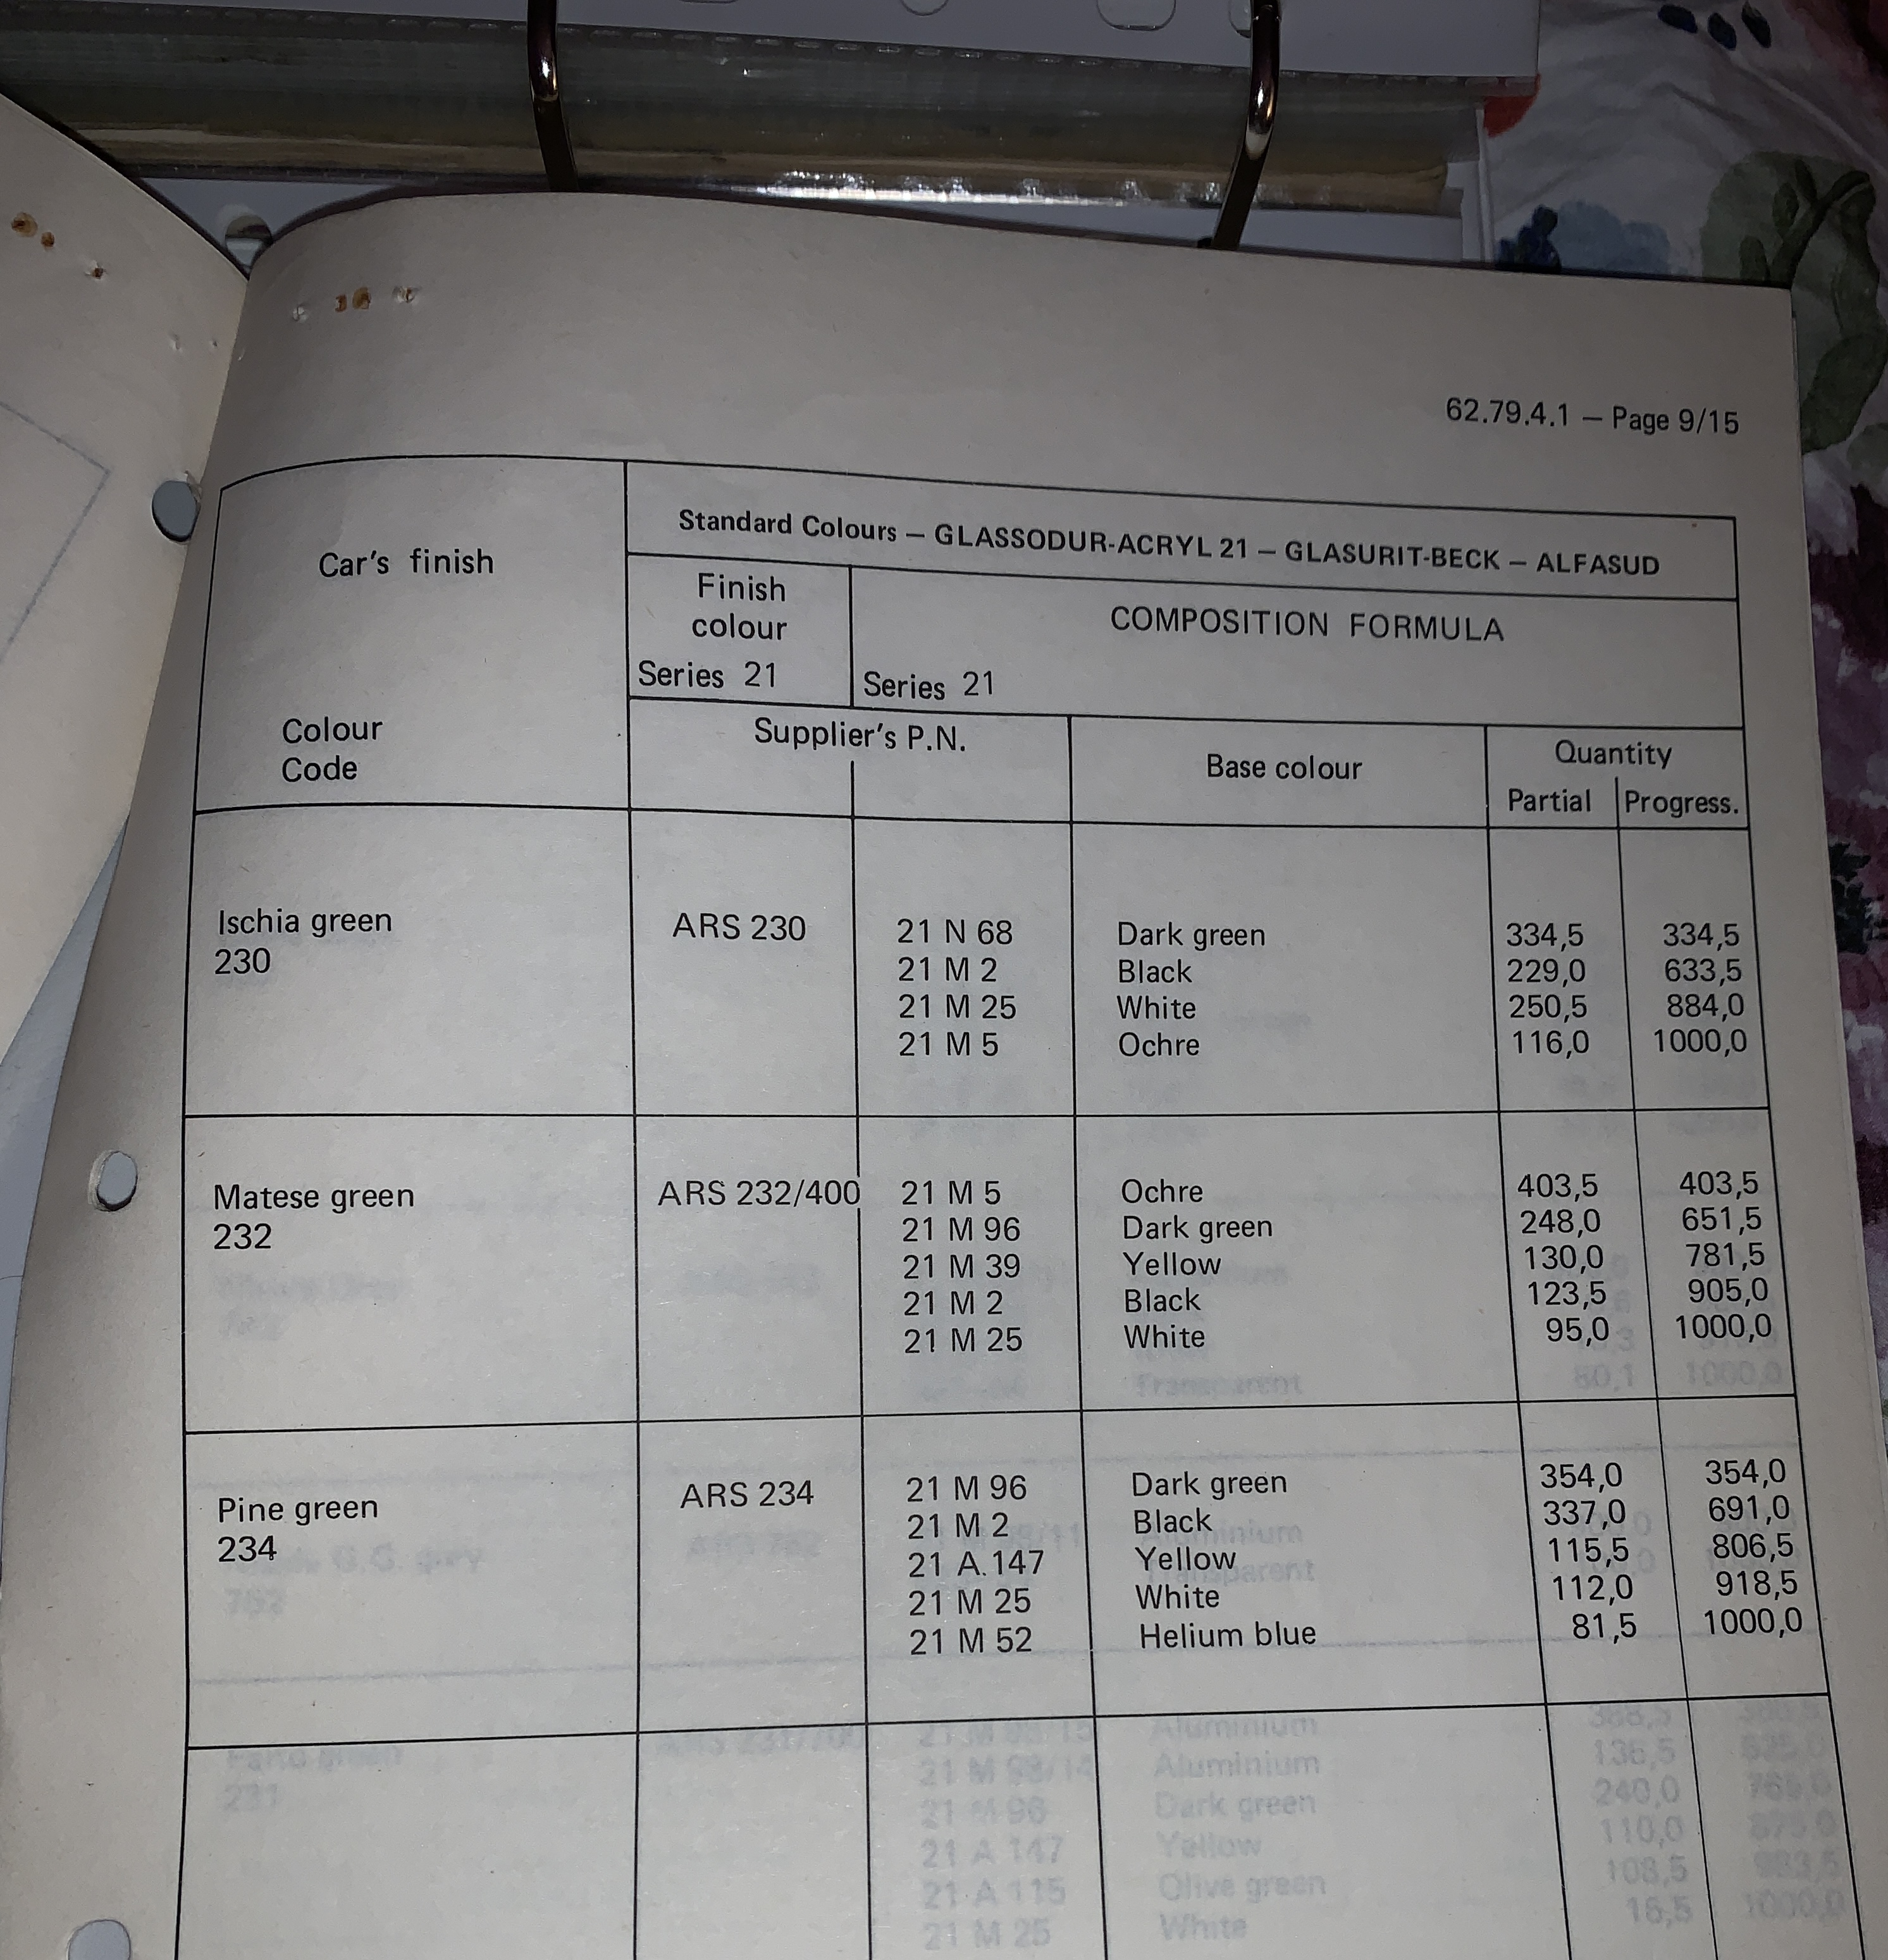 62.79.4.1 — Page 9/15
Car's finish
Colour
Code
Standard Colours — GLASSODUR-ACRYL 21 — GLASURIT-BECK — ALFASUD
Finish
colour
Series 21
COMPOSITION FORMULA
Series 21
Supplier's P.N.
Base colour
Quantity
Partial Progress.
Ischia green ARS 230 21 N 68 Dark green 334,5 334,5
230 21 M 2 Black 229,0 633,5
21 M 25 White 250,5 884,0
21 M 5 Ochre 116,0 1000,0
Matese green ARS 232/400 21 M 5 Ochre 403,5 403,5
232 21 M 96 Dark green 248,0 651,5
21 M 39 Yellow 130,0 781,5
21 M 2 Black 123,5 905,0
21 M 25 White 95,0 1000,0
Pine green ARS 234 21 M 96 Dark green 354,0 354,0
234 21 M 2 Black 337,0 691,0
21 A.147 Yellow 115,5 806,5
21 M 25 White 112,0 918,5
21 M 52 Helium blue 81,5 1000,0